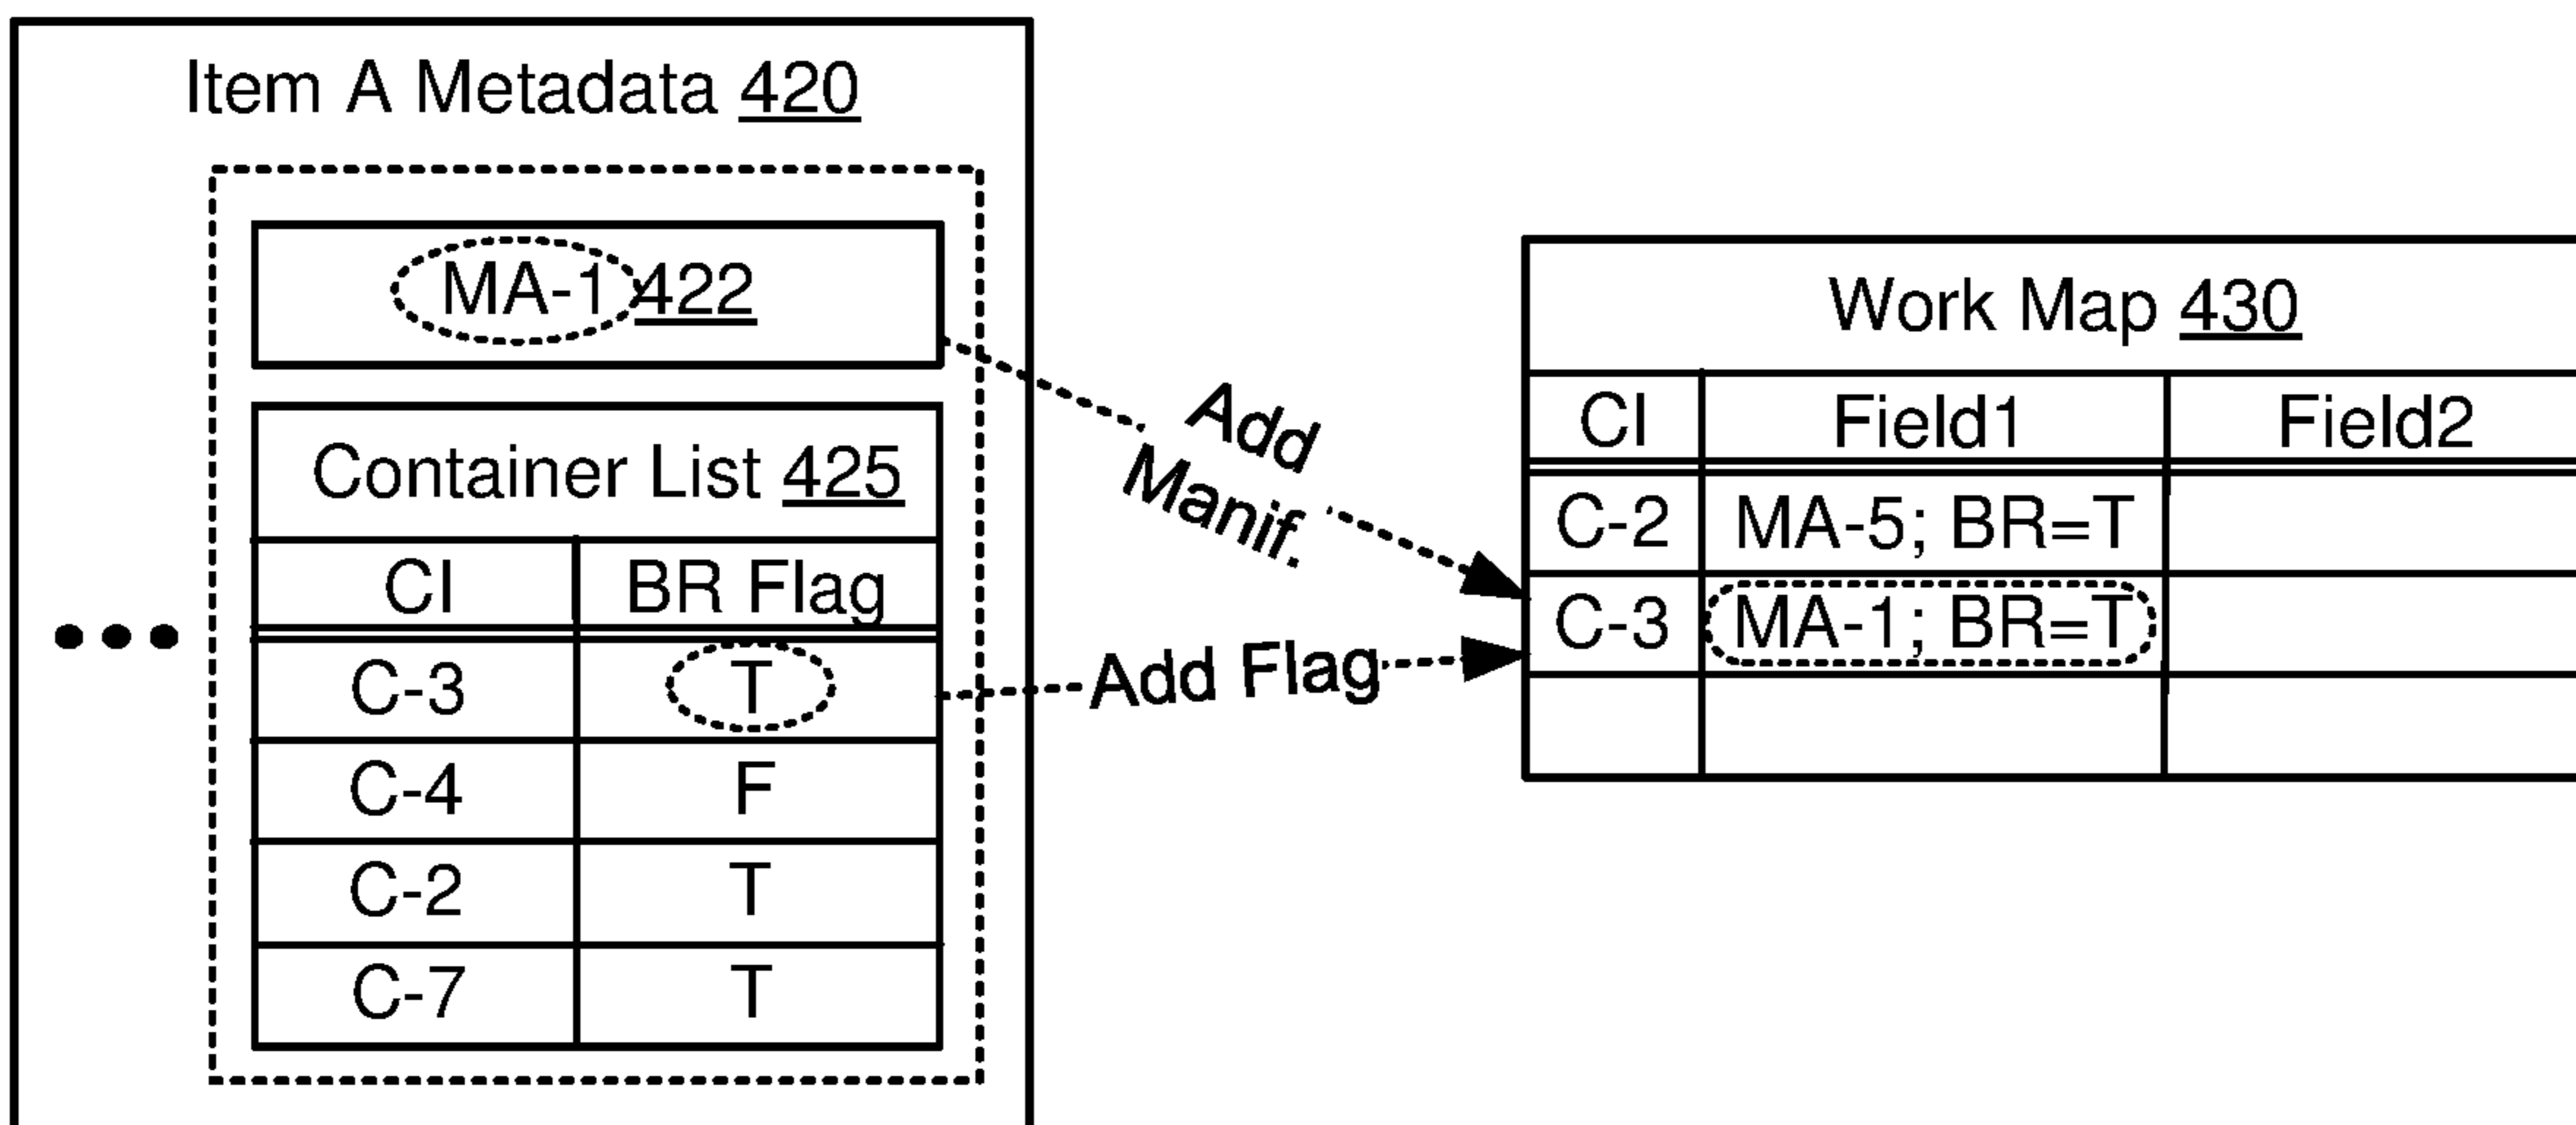 Item A Metadata 420
MA-1 422
Container List 425
CI BR Flag
C-3 T
C-4 F
C-2 T
C-7 T
Add
Manif.
Add Flag
Work Map 430
CI Field1 Field2
C-2 MA-5; BR=T
C-3 MA-1; BR=T